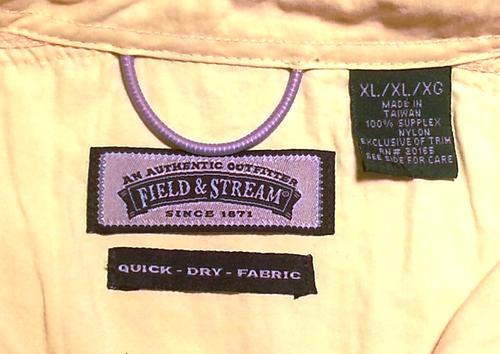 XL/XL/XG
MADE IN
TAIWAN
100% SUPPLEX
NYLON
EXCLUSIVE OF TRIM
RN# 20165
SEE SIDE FOR CARE
AN AUTHENTIC OUTFITTER
FIELD & STREAM
SINCE 1871
QUICK - DRY - FABRIC